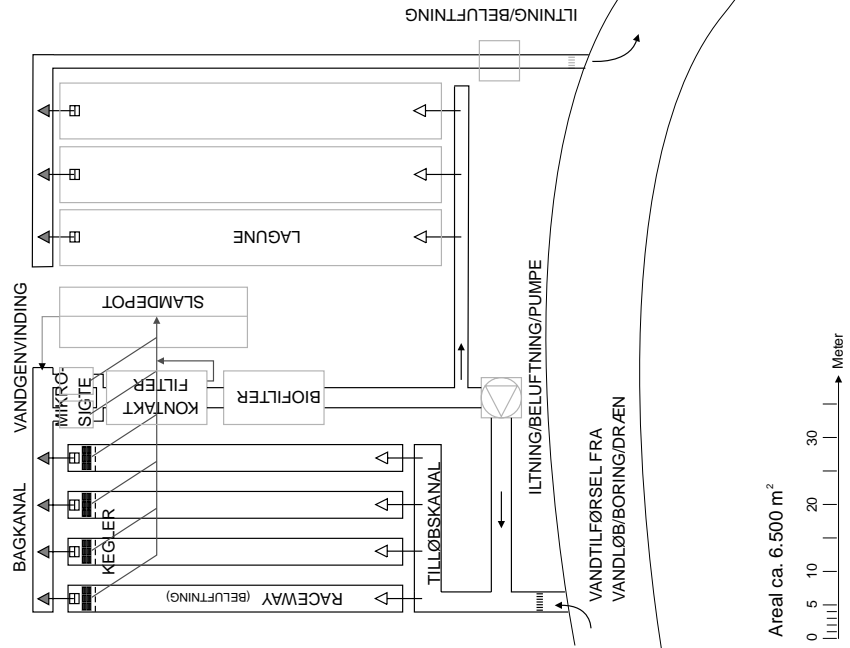 ILTNING/BELUFTNING
LAGUNE
VANDGENVINDING
SLAMDEPOT
MIKRO-
SIGTE
KONTAKT
FILTER
BIOFILTER
BAGKANAL
KEGLER
TILLØBSKANAL
RACEWAY (BELUFTNING)
ILTNING/BELUFTNING/PUMPE
VANDTILFØRSEL FRA
VANDLØB/BORING/DRÆN
Areal ca. 6.500 m²
0 5 10 20 30 Meter